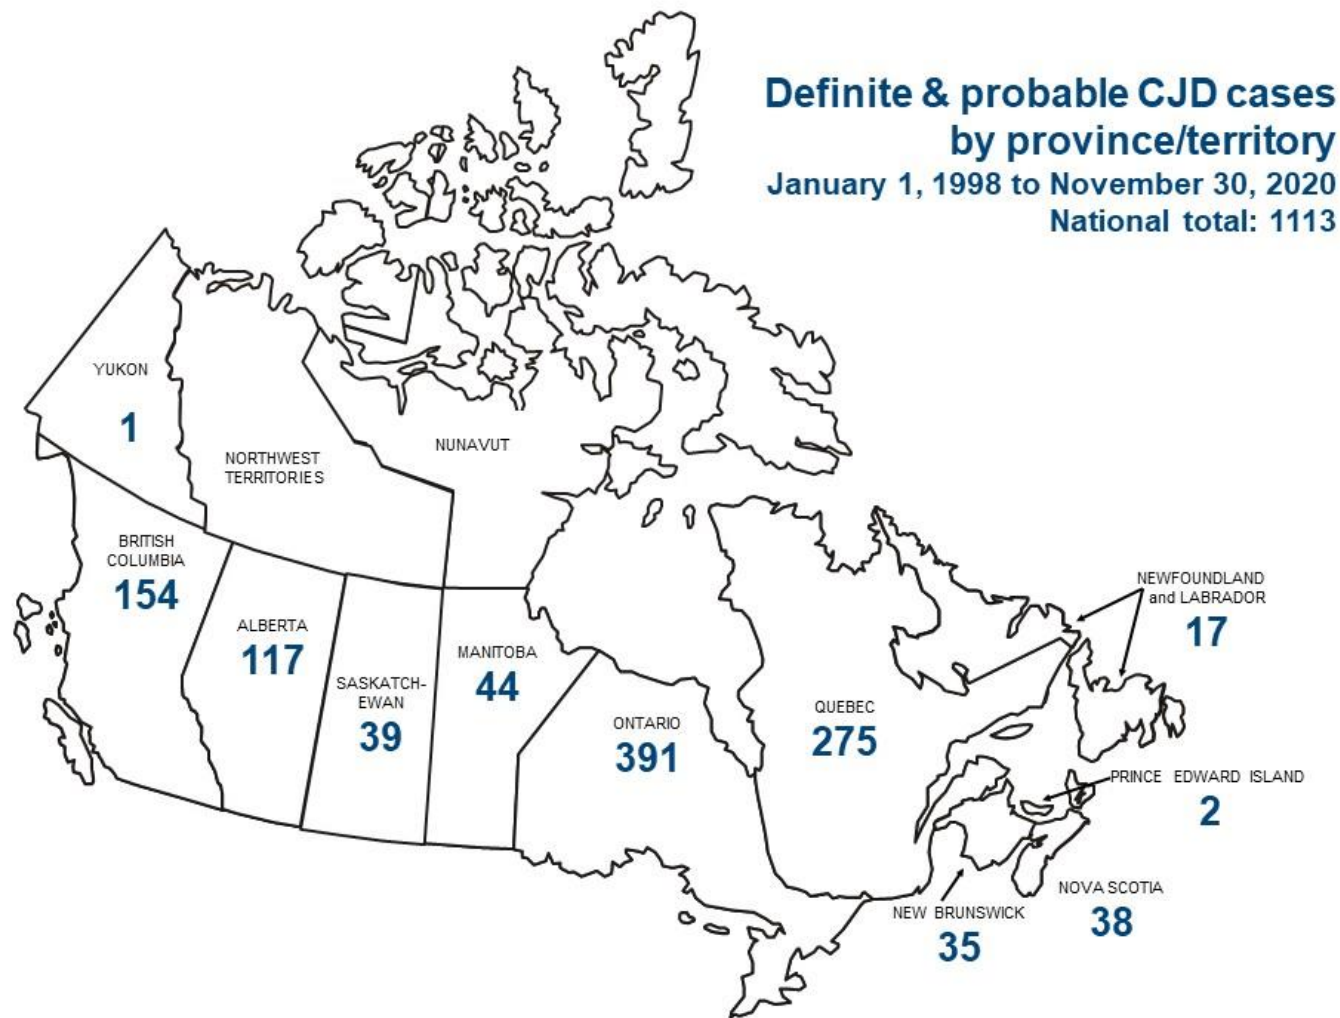 Definite & probable CJD cases
by province/territory
January 1, 1998 to November 30, 2020
National total: 1113
YUKON
1
NORTHWEST
TERRITORIES
NUNAVUT
BRITISH
COLUMBIA
154
ALBERTA
117
SASKATCH-
EWAN
39
MANITOBA
44
ONTARIO
391
QUEBEC
275
NEWFOUNDLAND
and LABRADOR
17
PRINCE EDWARD ISLAND
2
NOVA SCOTIA
38
NEW BRUNSWICK
35